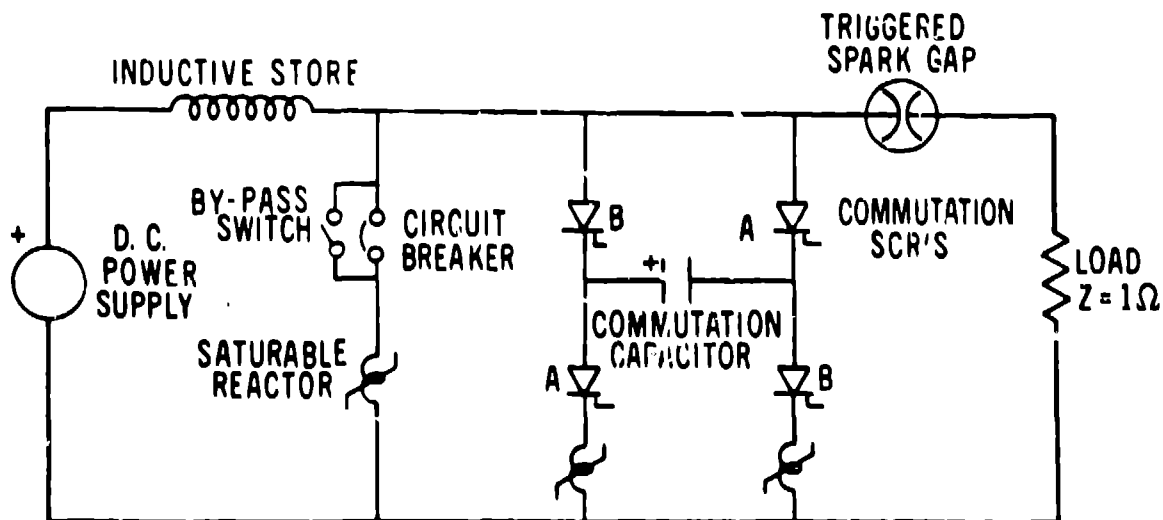 TRIGGERED
SPARK GAP
INDUCTIVE STORE
BY-PASS
SWITCH
CIRCUIT
BREAKER
B
A
COMMUTATION
SCR'S
+
D. C.
POWER
SUPPLY
+
LOAD
Z = 1Ω
COMMUTATION
CAPACITOR
SATURABLE
REACTOR
A
B